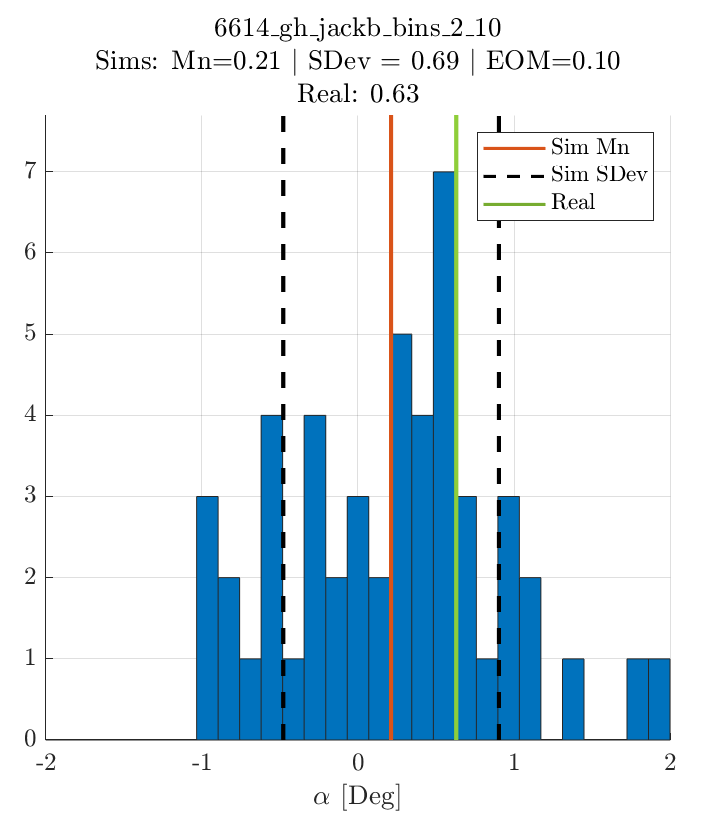 6614_gh_jackb_bins_2_10
Sims: Mn=0.21 | SDev = 0.69 | EOM=0.10
Real: 0.63
Sim Mn
Sim SDev
Real
7
6
5
4
3
2
1
0
-2 -1 0 1 2
α [Deg]